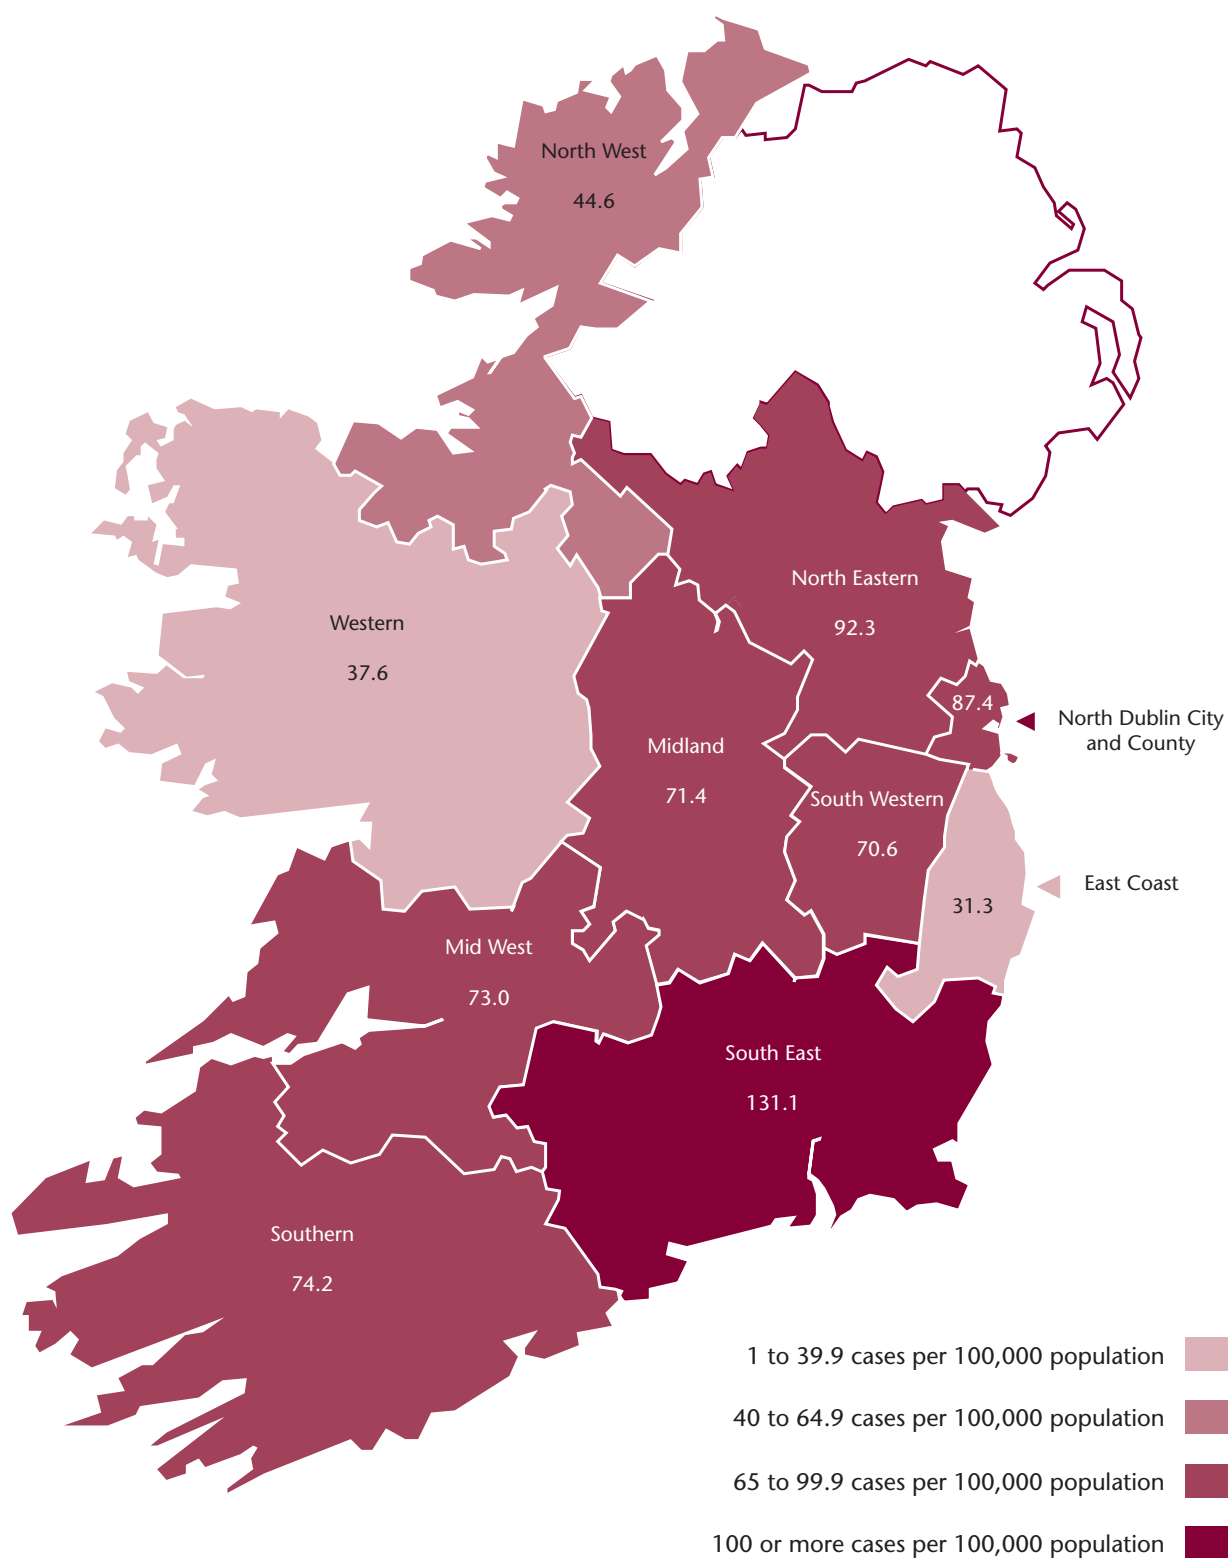 North West
44.6
North Eastern
92.3
Western
37.6
87.4
North Dublin City
and County
Midland
71.4
South Western
70.6
East Coast
31.3
Mid West
73.0
South East
131.1
Southern
74.2
1 to 39.9 cases per 100,000 population
40 to 64.9 cases per 100,000 population
65 to 99.9 cases per 100,000 population
100 or more cases per 100,000 population